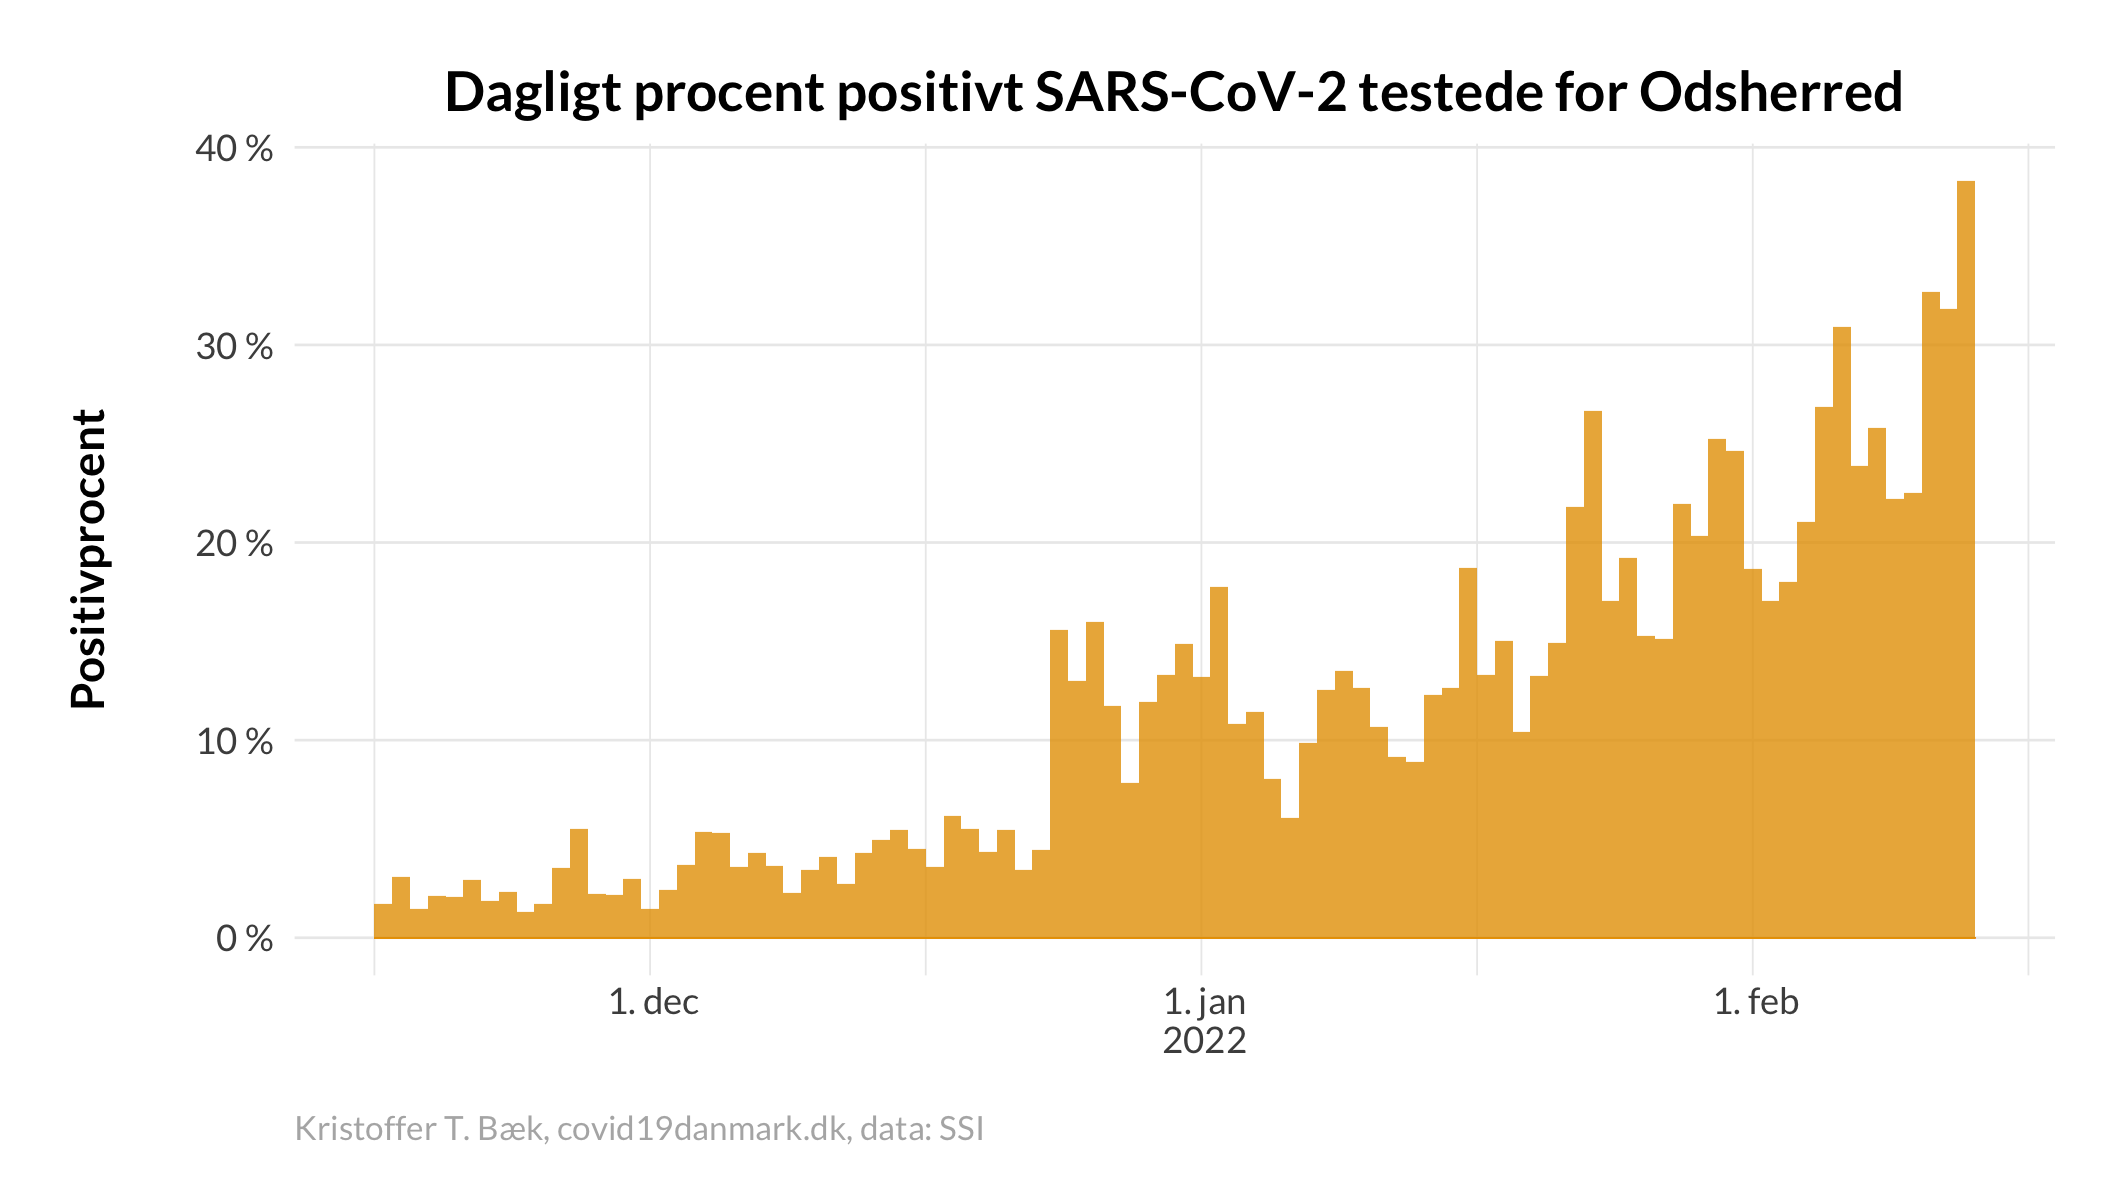 Dagligt procent positivt SARS-CoV-2 testede for Odsherred
Positivprocent
40 %
30 %
20 %
10 %
0 %
1. dec
1. jan
2022
1. feb
Kristoffer T. Bæk, covid19danmark.dk, data: SSI